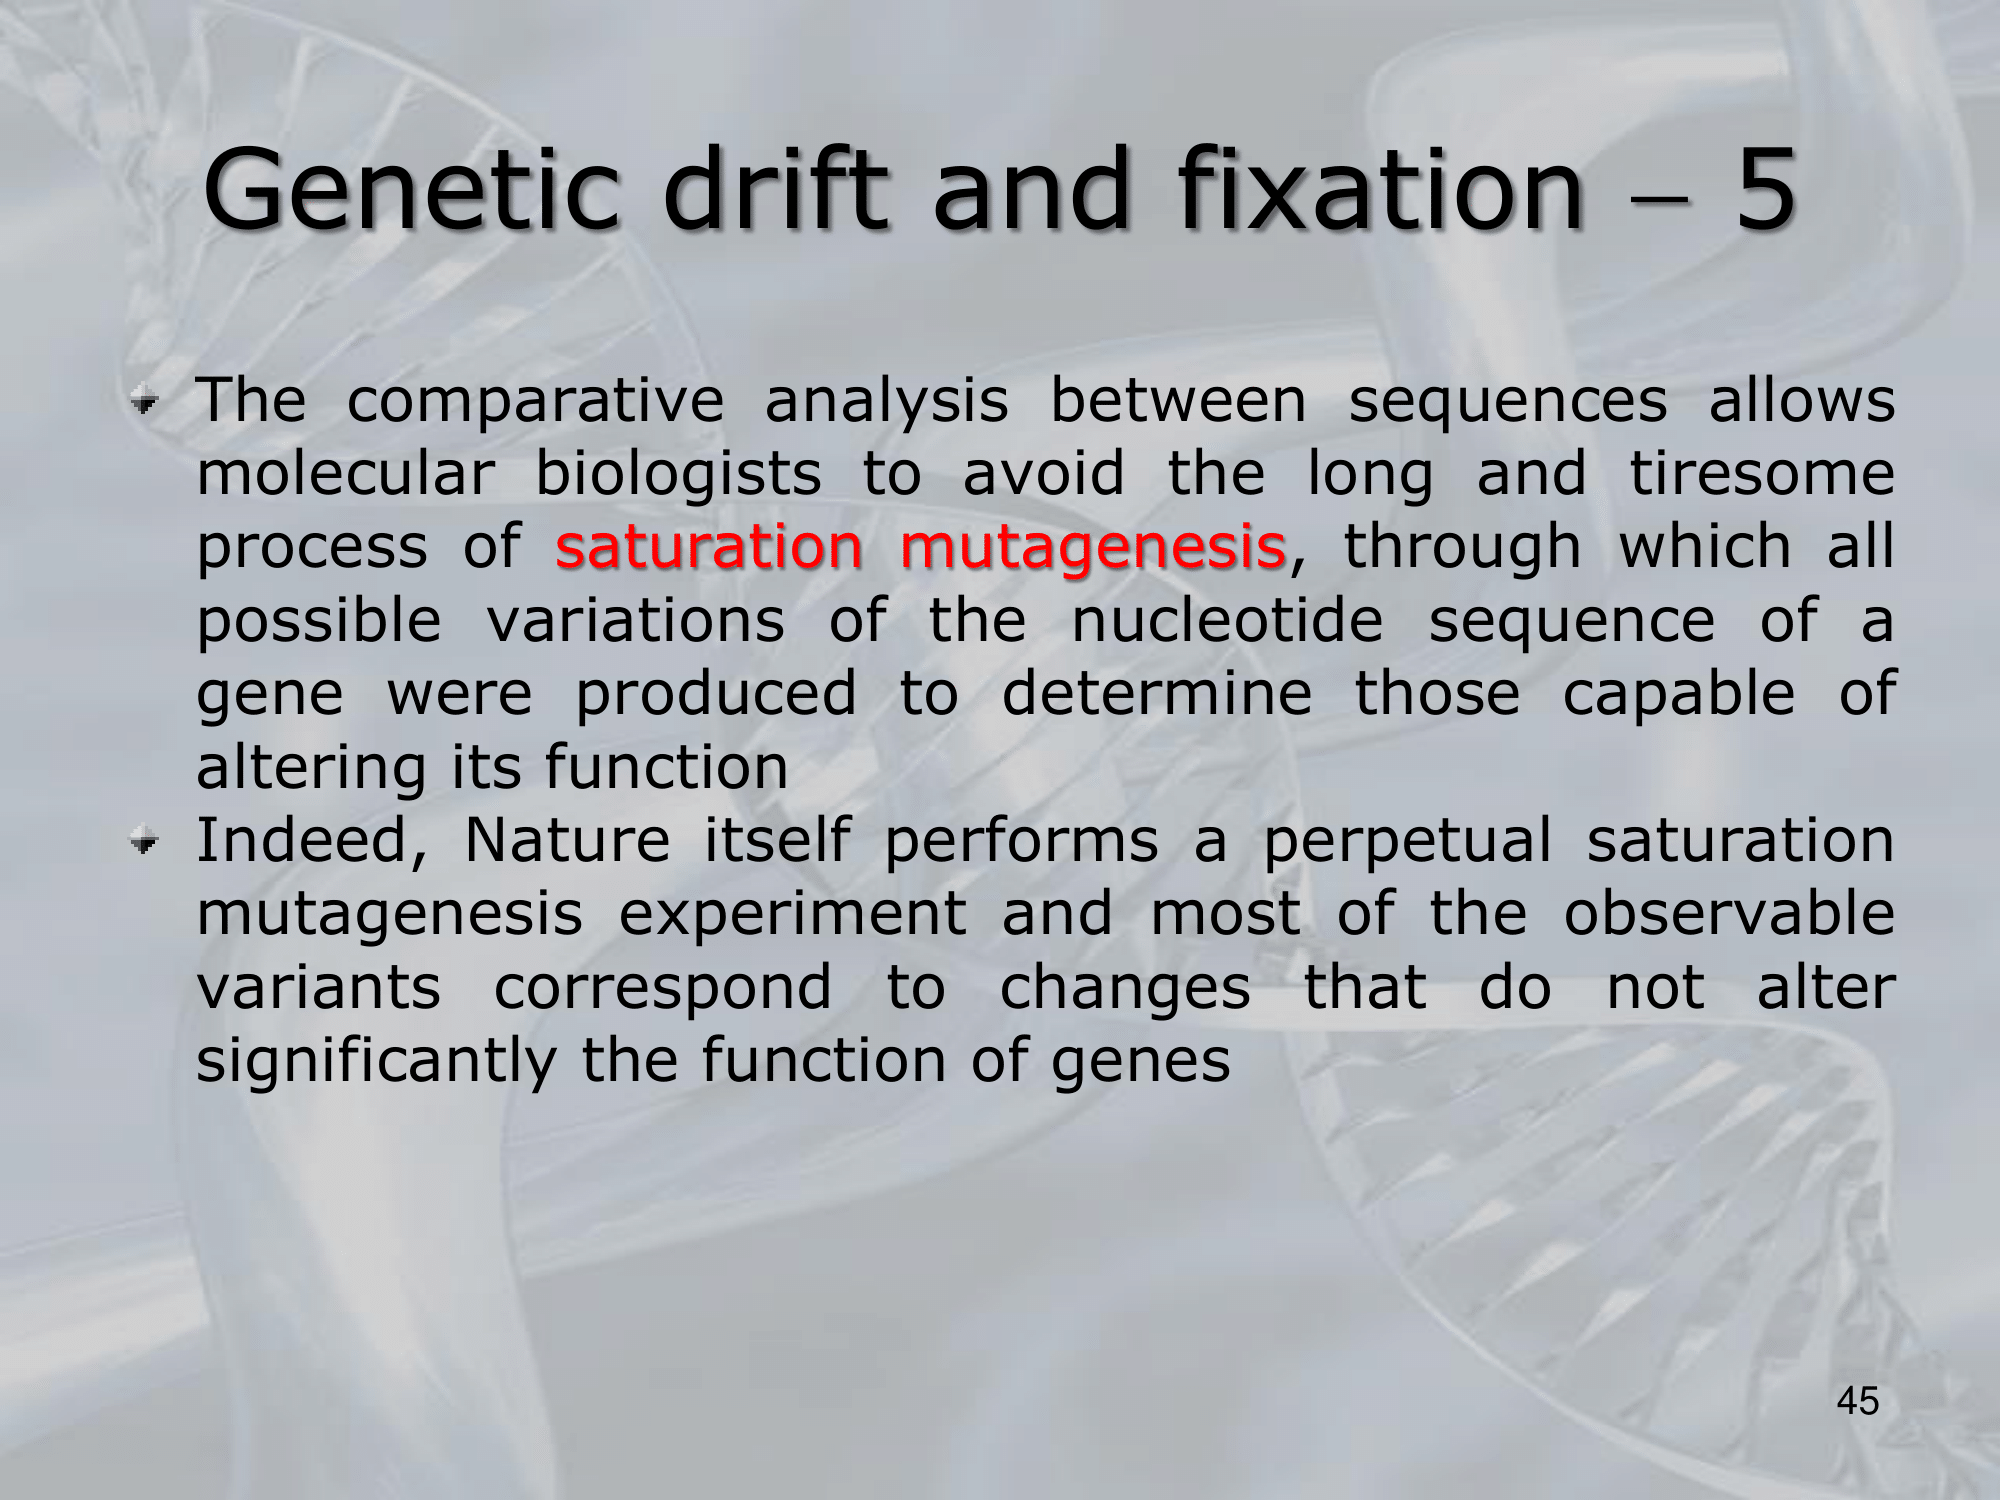 Genetic drift and fixation – 5
The comparative analysis between sequences allows
molecular biologists to avoid the long and tiresome
process of saturation mutagenesis, through which all
possible variations of the nucleotide sequence of a
gene were produced to determine those capable of
altering its function
Indeed, Nature itself performs a perpetual saturation
mutagenesis experiment and most of the observable
variants correspond to changes that do not alter
significantly the function of genes
45